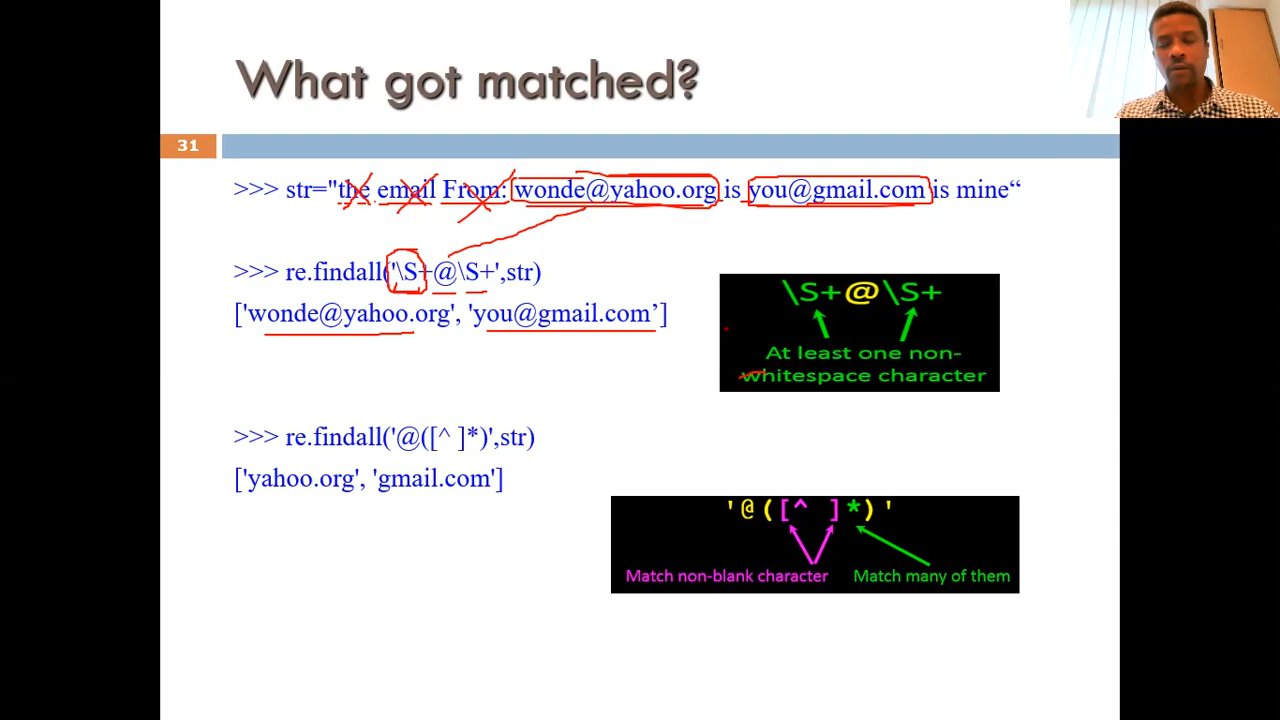 What got matched?
31
>>> str="the email From: wonde@yahoo.org is you@gmail.com is mine“
>>> re.findall('\S+@\S+',str)
['wonde@yahoo.org', 'you@gmail.com’]
\S+@\S+
At least one non-
whitespace character
>>> re.findall('@([^ ]*)',str)
['yahoo.org', 'gmail.com']
'@([^ ]*)'
Match non-blank character Match many of them